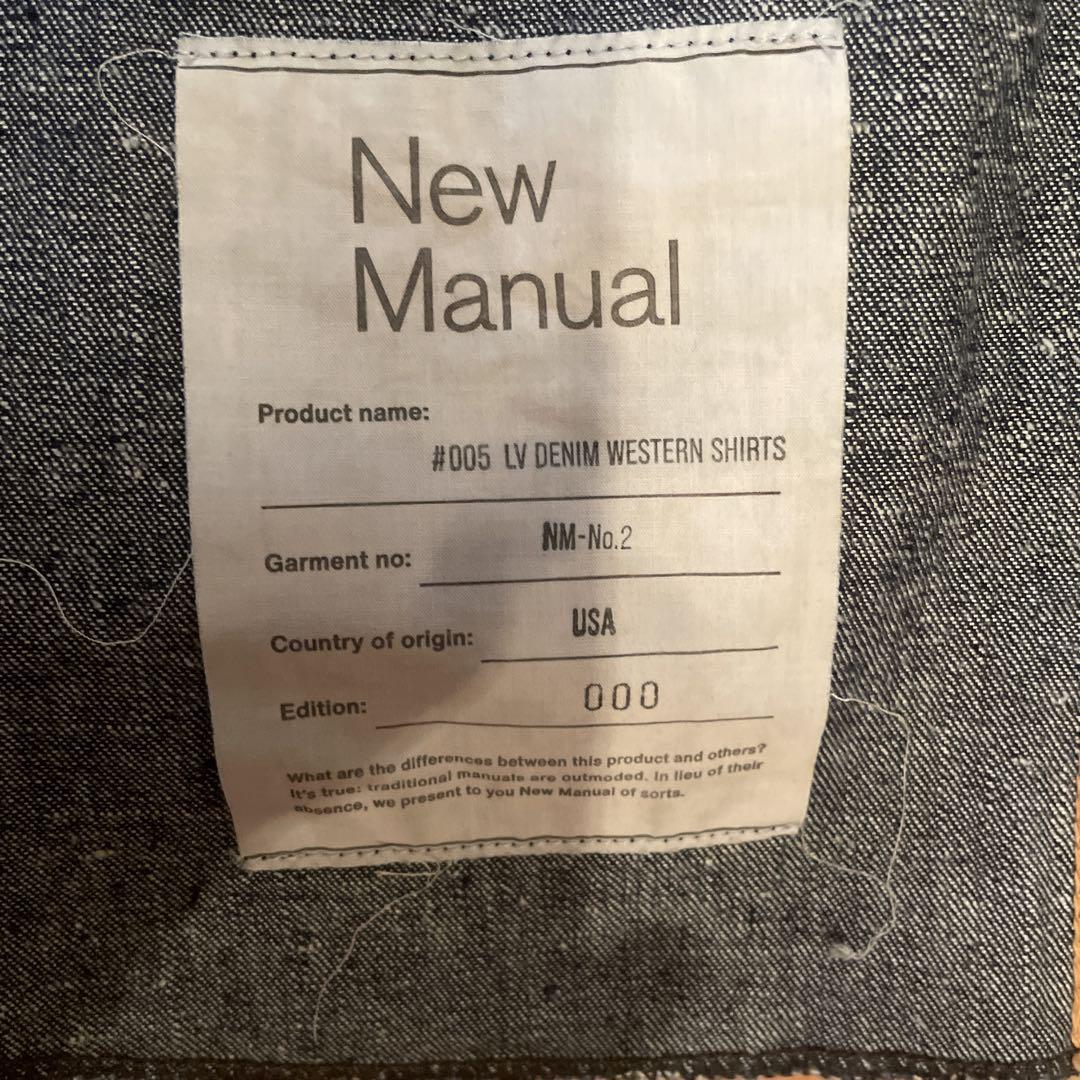 New
Manual
Product name:
#005 LV DENIM WESTERN SHIRTS
Garment no: NM-No.2
Country of origin: USA
Edition: 000
What are the differences between this product and others?
It's true: traditional manuals are outmoded. In lieu of their
absence, we present to you New Manual of sorts.